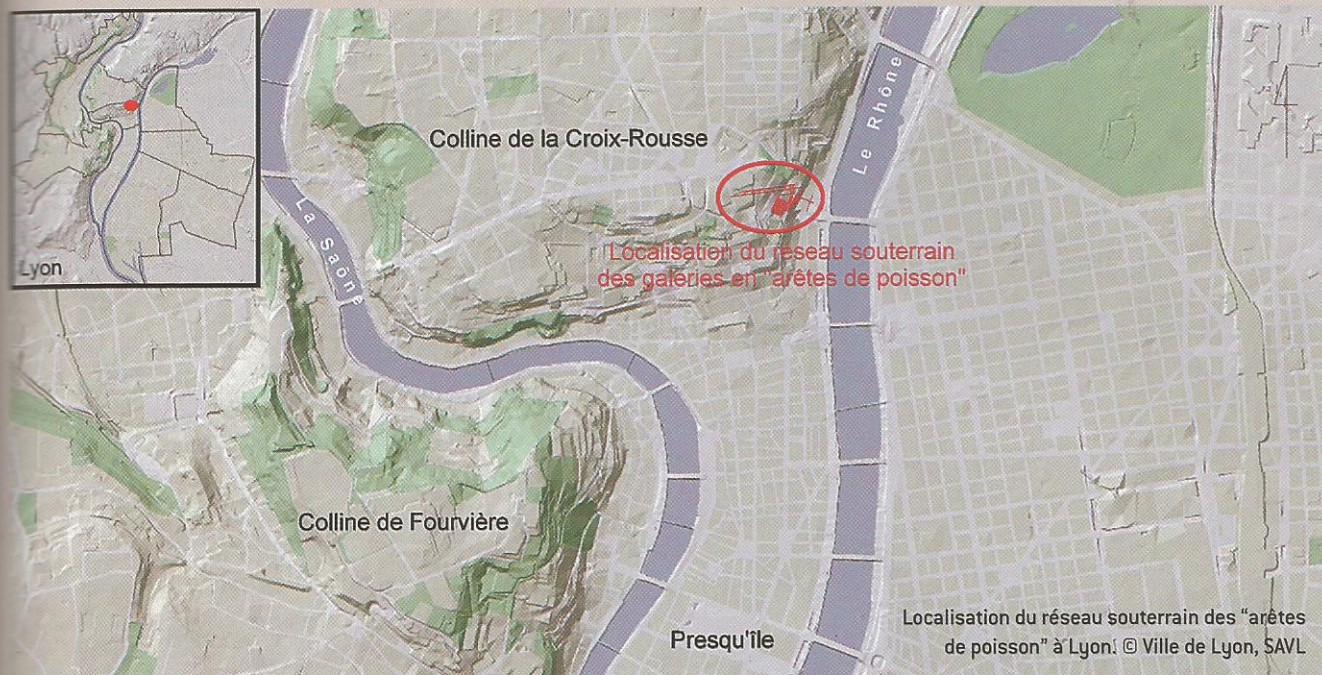 Lyon
Colline de la Croix-Rousse
Le Rhône
La Saône
Localisation du réseau souterrain
des galeries en "arêtes de poisson"
Colline de Fourvière
Presqu'île
Localisation du réseau souterrain des "arêtes
de poisson" à Lyon. © Ville de Lyon, SAVL